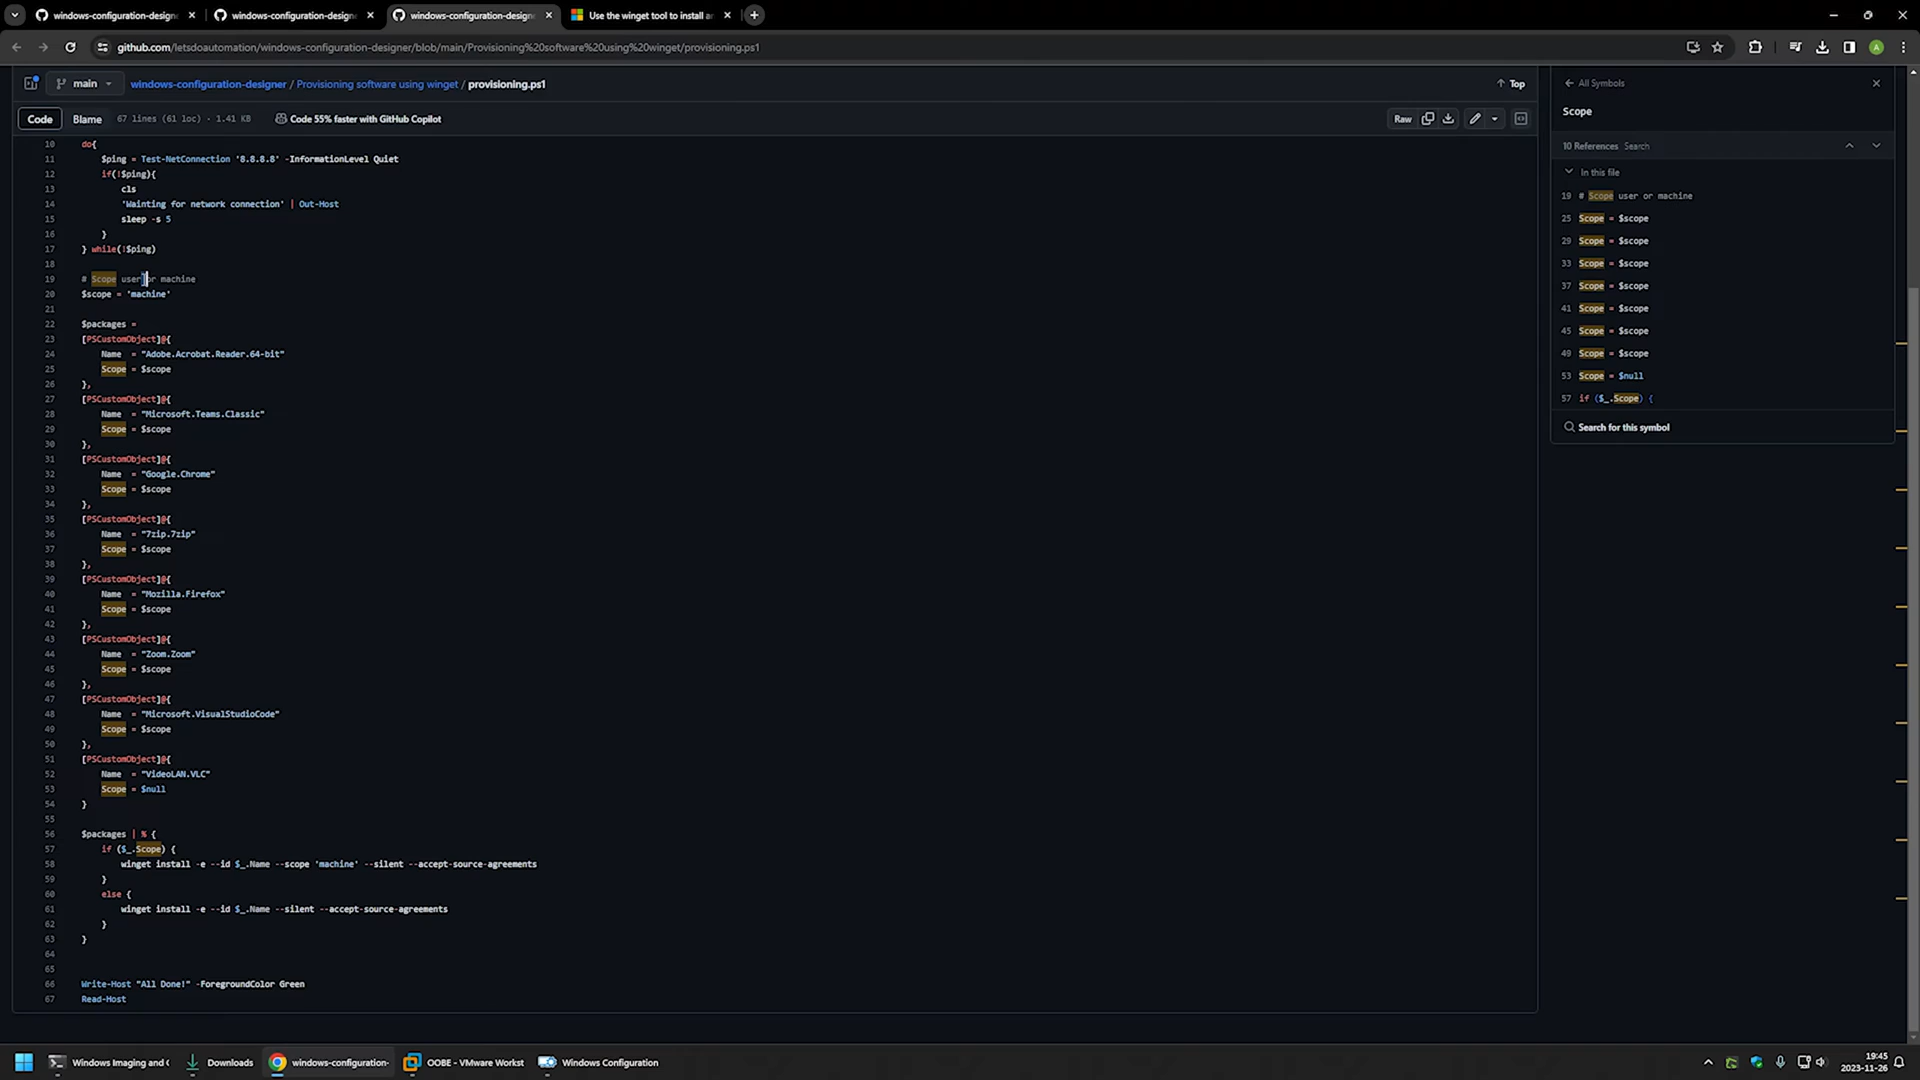 windows-configuration-design
windows-configuration-design
windows-configuration-design
Use the winget tool to install ar
github.com/letsdoautomation/windows-configuration-designer/blob/main/Provisioning%20software%20using%20winget/provisioning.ps1
A
main
windows-configuration-designer / Provisioning software using winget / provisioning.ps1
Top
All Symbols
Code
Blame
67 lines (61 loc) · 1.41 KB
Code 55% faster with GitHub Copilot
Raw
Scope
10 References Search
In this file
19 # Scope user or machine
25 Scope = $scope
29 Scope = $scope
33 Scope = $scope
37 Scope = $scope
41 Scope = $scope
45 Scope = $scope
49 Scope = $scope
53 Scope = $null
57 if ($_.Scope) {
Search for this symbol
10 do{
11 $ping = Test-NetConnection '8.8.8.8' -InformationLevel Quiet
12 if(!$ping){
13 cls
14 'Wainting for network connection' | Out-Host
15 sleep -s 5
16 }
17 } while(!$ping)
18
19 # Scope user or machine
20 $scope = 'machine'
21
22 $packages =
23 [PSCustomObject]@{
24 Name = "Adobe.Acrobat.Reader.64-bit"
25 Scope = $scope
26 },
27 [PSCustomObject]@{
28 Name = "Microsoft.Teams.Classic"
29 Scope = $scope
30 },
31 [PSCustomObject]@{
32 Name = "Google.Chrome"
33 Scope = $scope
34 },
35 [PSCustomObject]@{
36 Name = "7zip.7zip"
37 Scope = $scope
38 },
39 [PSCustomObject]@{
40 Name = "Mozilla.Firefox"
41 Scope = $scope
42 },
43 [PSCustomObject]@{
44 Name = "Zoom.Zoom"
45 Scope = $scope
46 },
47 [PSCustomObject]@{
48 Name = "Microsoft.VisualStudioCode"
49 Scope = $scope
50 },
51 [PSCustomObject]@{
52 Name = "VideoLAN.VLC"
53 Scope = $null
54 }
55
56 $packages | % {
57 if ($_.Scope) {
58 winget install -e --id $_.Name --scope 'machine' --silent --accept-source-agreements
59 }
60 else {
61 winget install -e --id $_.Name --silent --accept-source-agreements
62 }
63 }
64
65
66 Write-Host "All Done!" -ForegroundColor Green
67 Read-Host
Windows Imaging and C
Downloads
windows-configuration-
OOBE - VMware Workst
Windows Configuration
19:45
2023-11-26